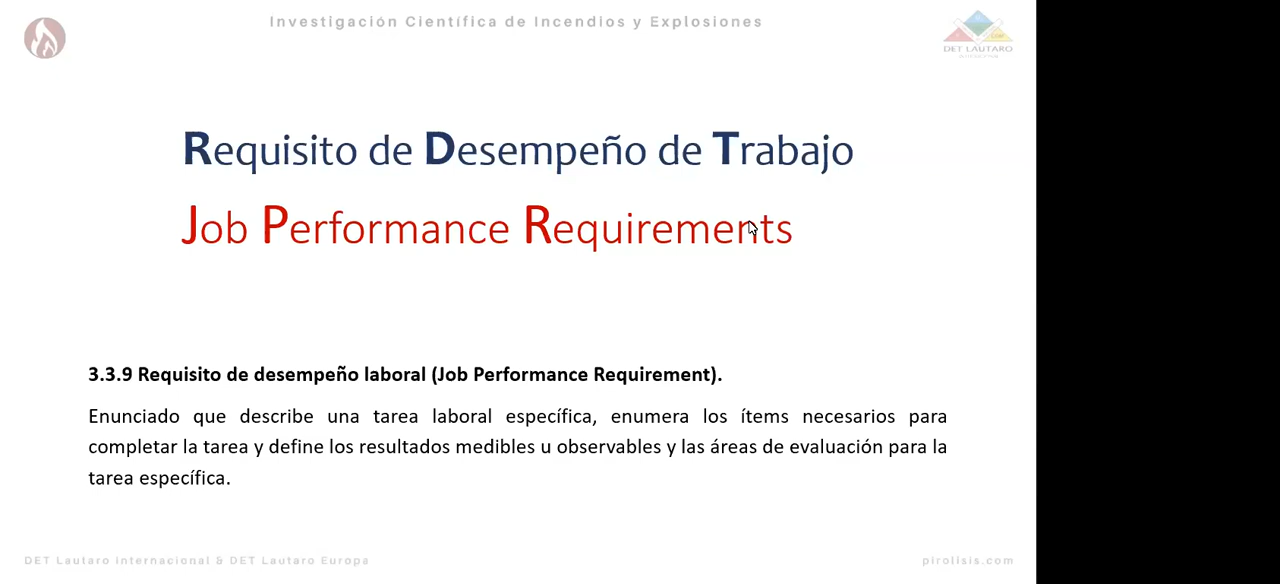 Investigación Científica de Incendios y Explosiones
DET LAUTARO
Requisito de Desempeño de Trabajo
Job Performance Requirements
3.3.9 Requisito de desempeño laboral (Job Performance Requirement).
Enunciado que describe una tarea laboral específica, enumera los ítems necesarios para
completar la tarea y define los resultados medibles u observables y las áreas de evaluación para la
tarea específica.
DET Lautaro internacional & DET Lautaro Europa
pirolisis.com